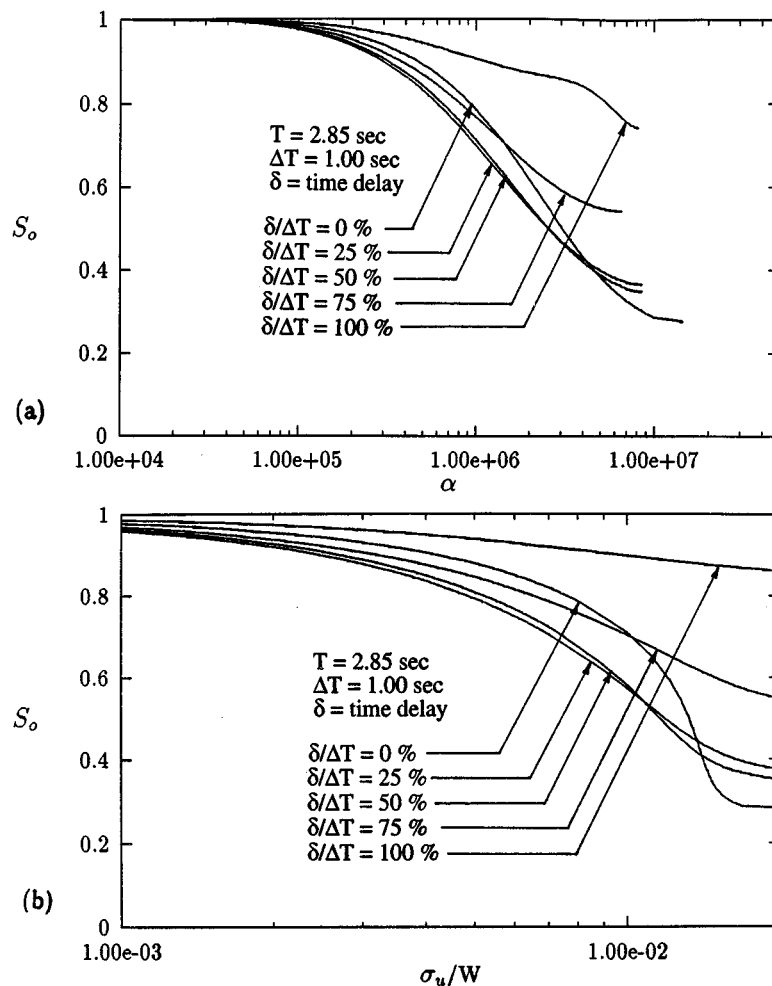 1
0.8
0.6
0.4
0.2
0
S_o
T = 2.85 sec
ΔT = 1.00 sec
δ = time delay
δ/ΔT = 0 %
δ/ΔT = 25 %
δ/ΔT = 50 %
δ/ΔT = 75 %
δ/ΔT = 100 %
(a)
1.00e+04
1.00e+05
1.00e+06
1.00e+07
α
1
0.8
0.6
0.4
0.2
0
S_o
T = 2.85 sec
ΔT = 1.00 sec
δ = time delay
δ/ΔT = 0 %
δ/ΔT = 25 %
δ/ΔT = 50 %
δ/ΔT = 75 %
δ/ΔT = 100 %
(b)
1.00e-03
1.00e-02
σ_u/W